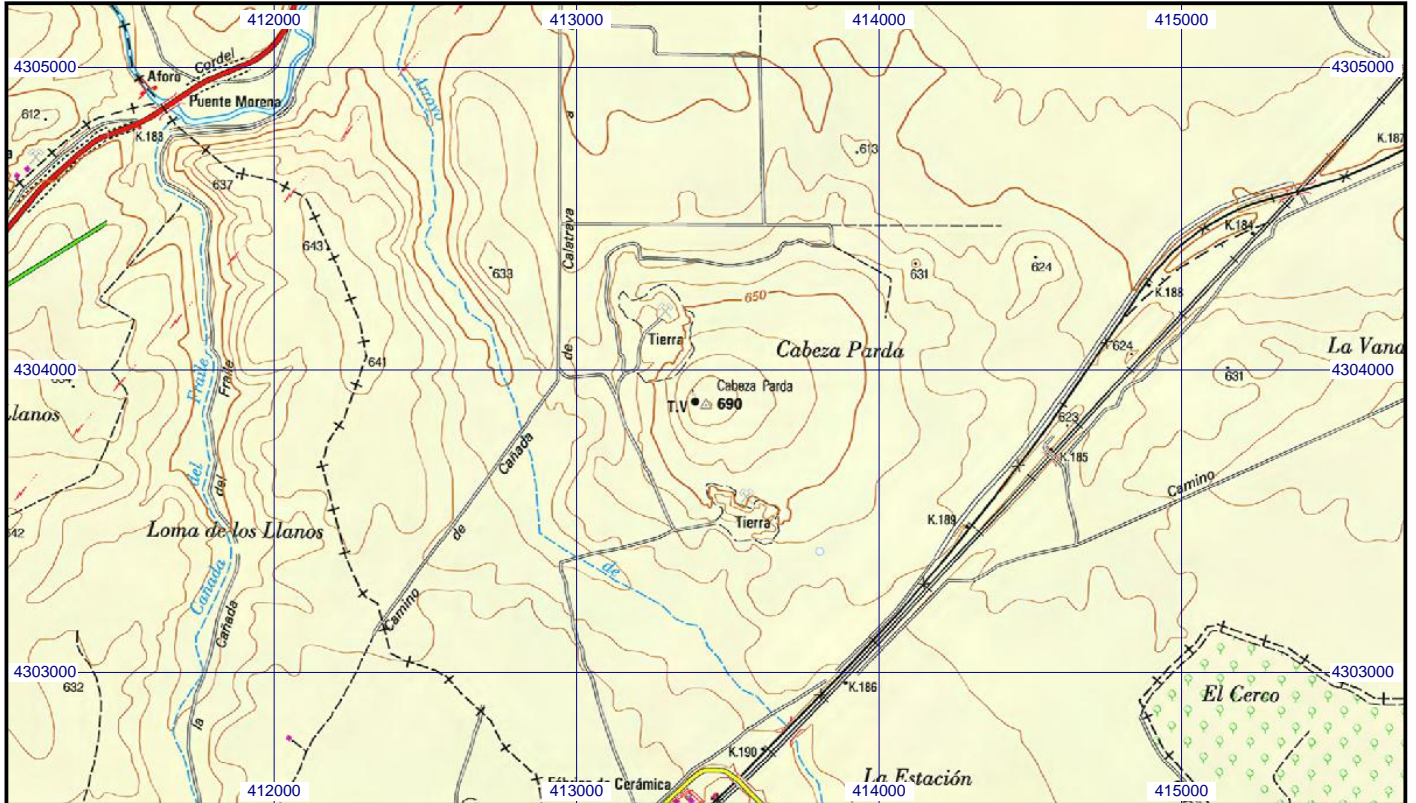 412000
413000
414000
415000
4305000
4305000
Cordel
Aforo
Puente Morena
Arroyo
612
K.183
a
K.187
613
637
643
633
Calatrava
631
624
K.184
K.188
650
Tierra
Cabeza Parda
624
La Vana
641
de
4304000
4304000
Fraile
Fraile
631
Cabeza Parda
T.V
690
Llanos
623
Cañada
K.185
del
del
Camino
K.189
Tierra
642
Loma de los Llanos
de
de
Cañada
Cañada
Camino
4303000
4303000
632
K.186
El Cerco
la
K.190
Fábrica de Cerámica
La Estación
412000
413000
414000
415000